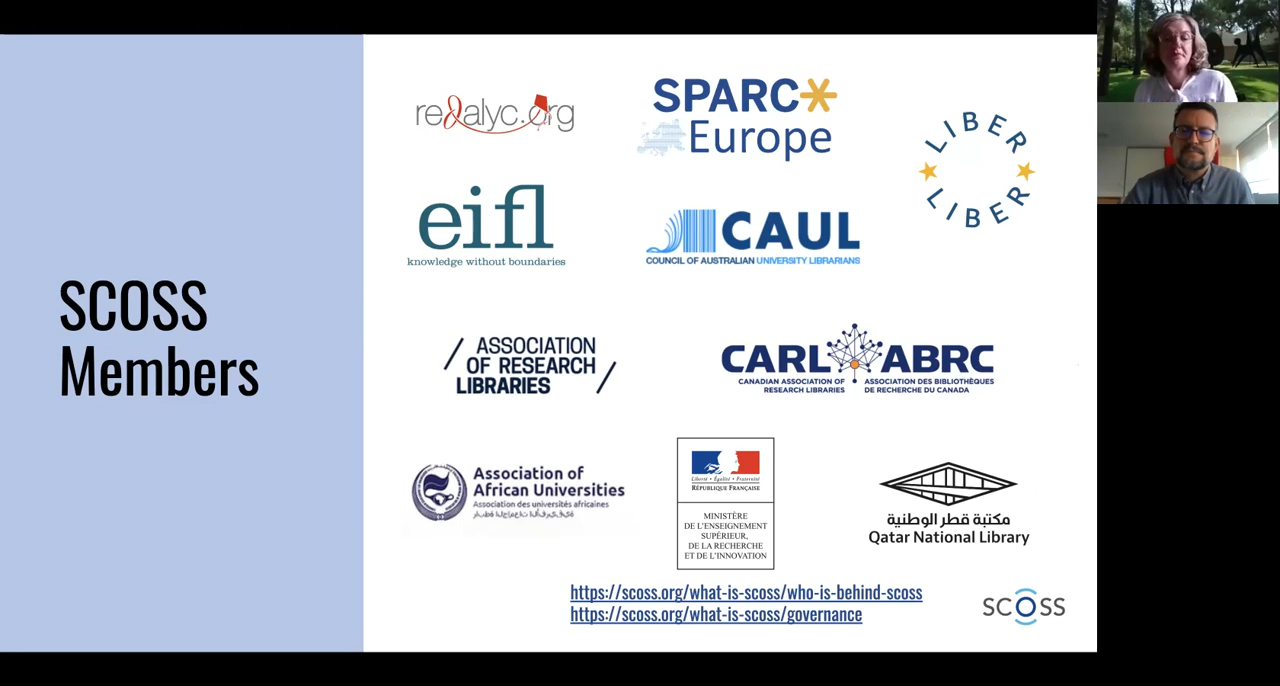 SCOSS
Members
redalyc.org
SPARC
Europe
LIBER
LIBER
eifl
knowledge without boundaries
CAUL
COUNCIL OF AUSTRALIAN UNIVERSITY LIBRARIANS
ASSOCIATION
OF RESEARCH
LIBRARIES
CARL ABRC
CANADIAN ASSOCIATION OF
RESEARCH LIBRARIES
ASSOCIATION DES BIBLIOTHÈQUES
DE RECHERCHE DU CANADA
Association of
African Universities
Association des universités africaines
Liberté • Égalité • Fraternité
RÉPUBLIQUE FRANÇAISE
MINISTÈRE
DE L'ENSEIGNEMENT
SUPÉRIEUR,
DE LA RECHERCHE
ET DE L'INNOVATION
مكتبة قطر الوطنية
Qatar National Library
https://scoss.org/what-is-scoss/who-is-behind-scoss
https://scoss.org/what-is-scoss/governance
SCOSS